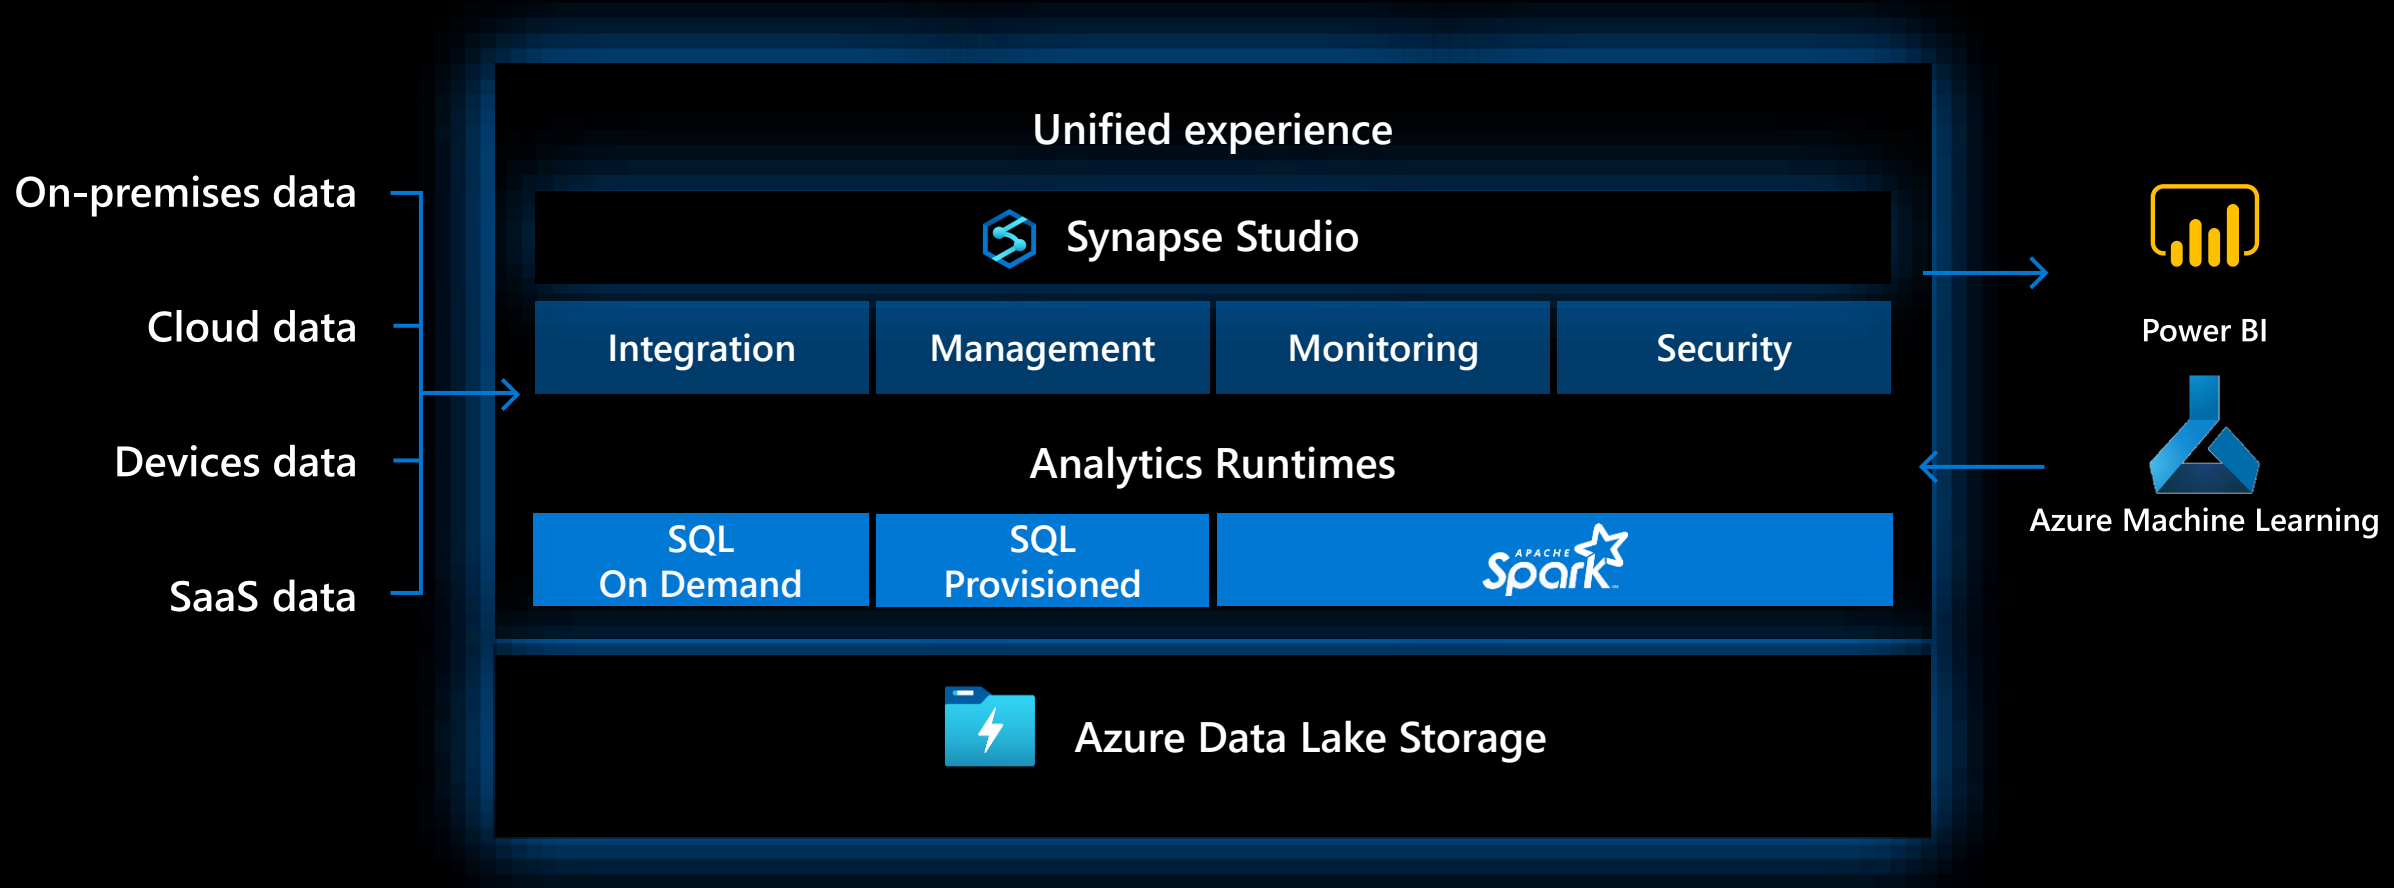 Unified experience
On-premises data
Cloud data
Devices data
SaaS data
Synapse Studio
Integration
Management
Monitoring
Security
Analytics Runtimes
SQL
On Demand
SQL
Provisioned
APACHE
Spark
Azure Data Lake Storage
Power BI
Azure Machine Learning